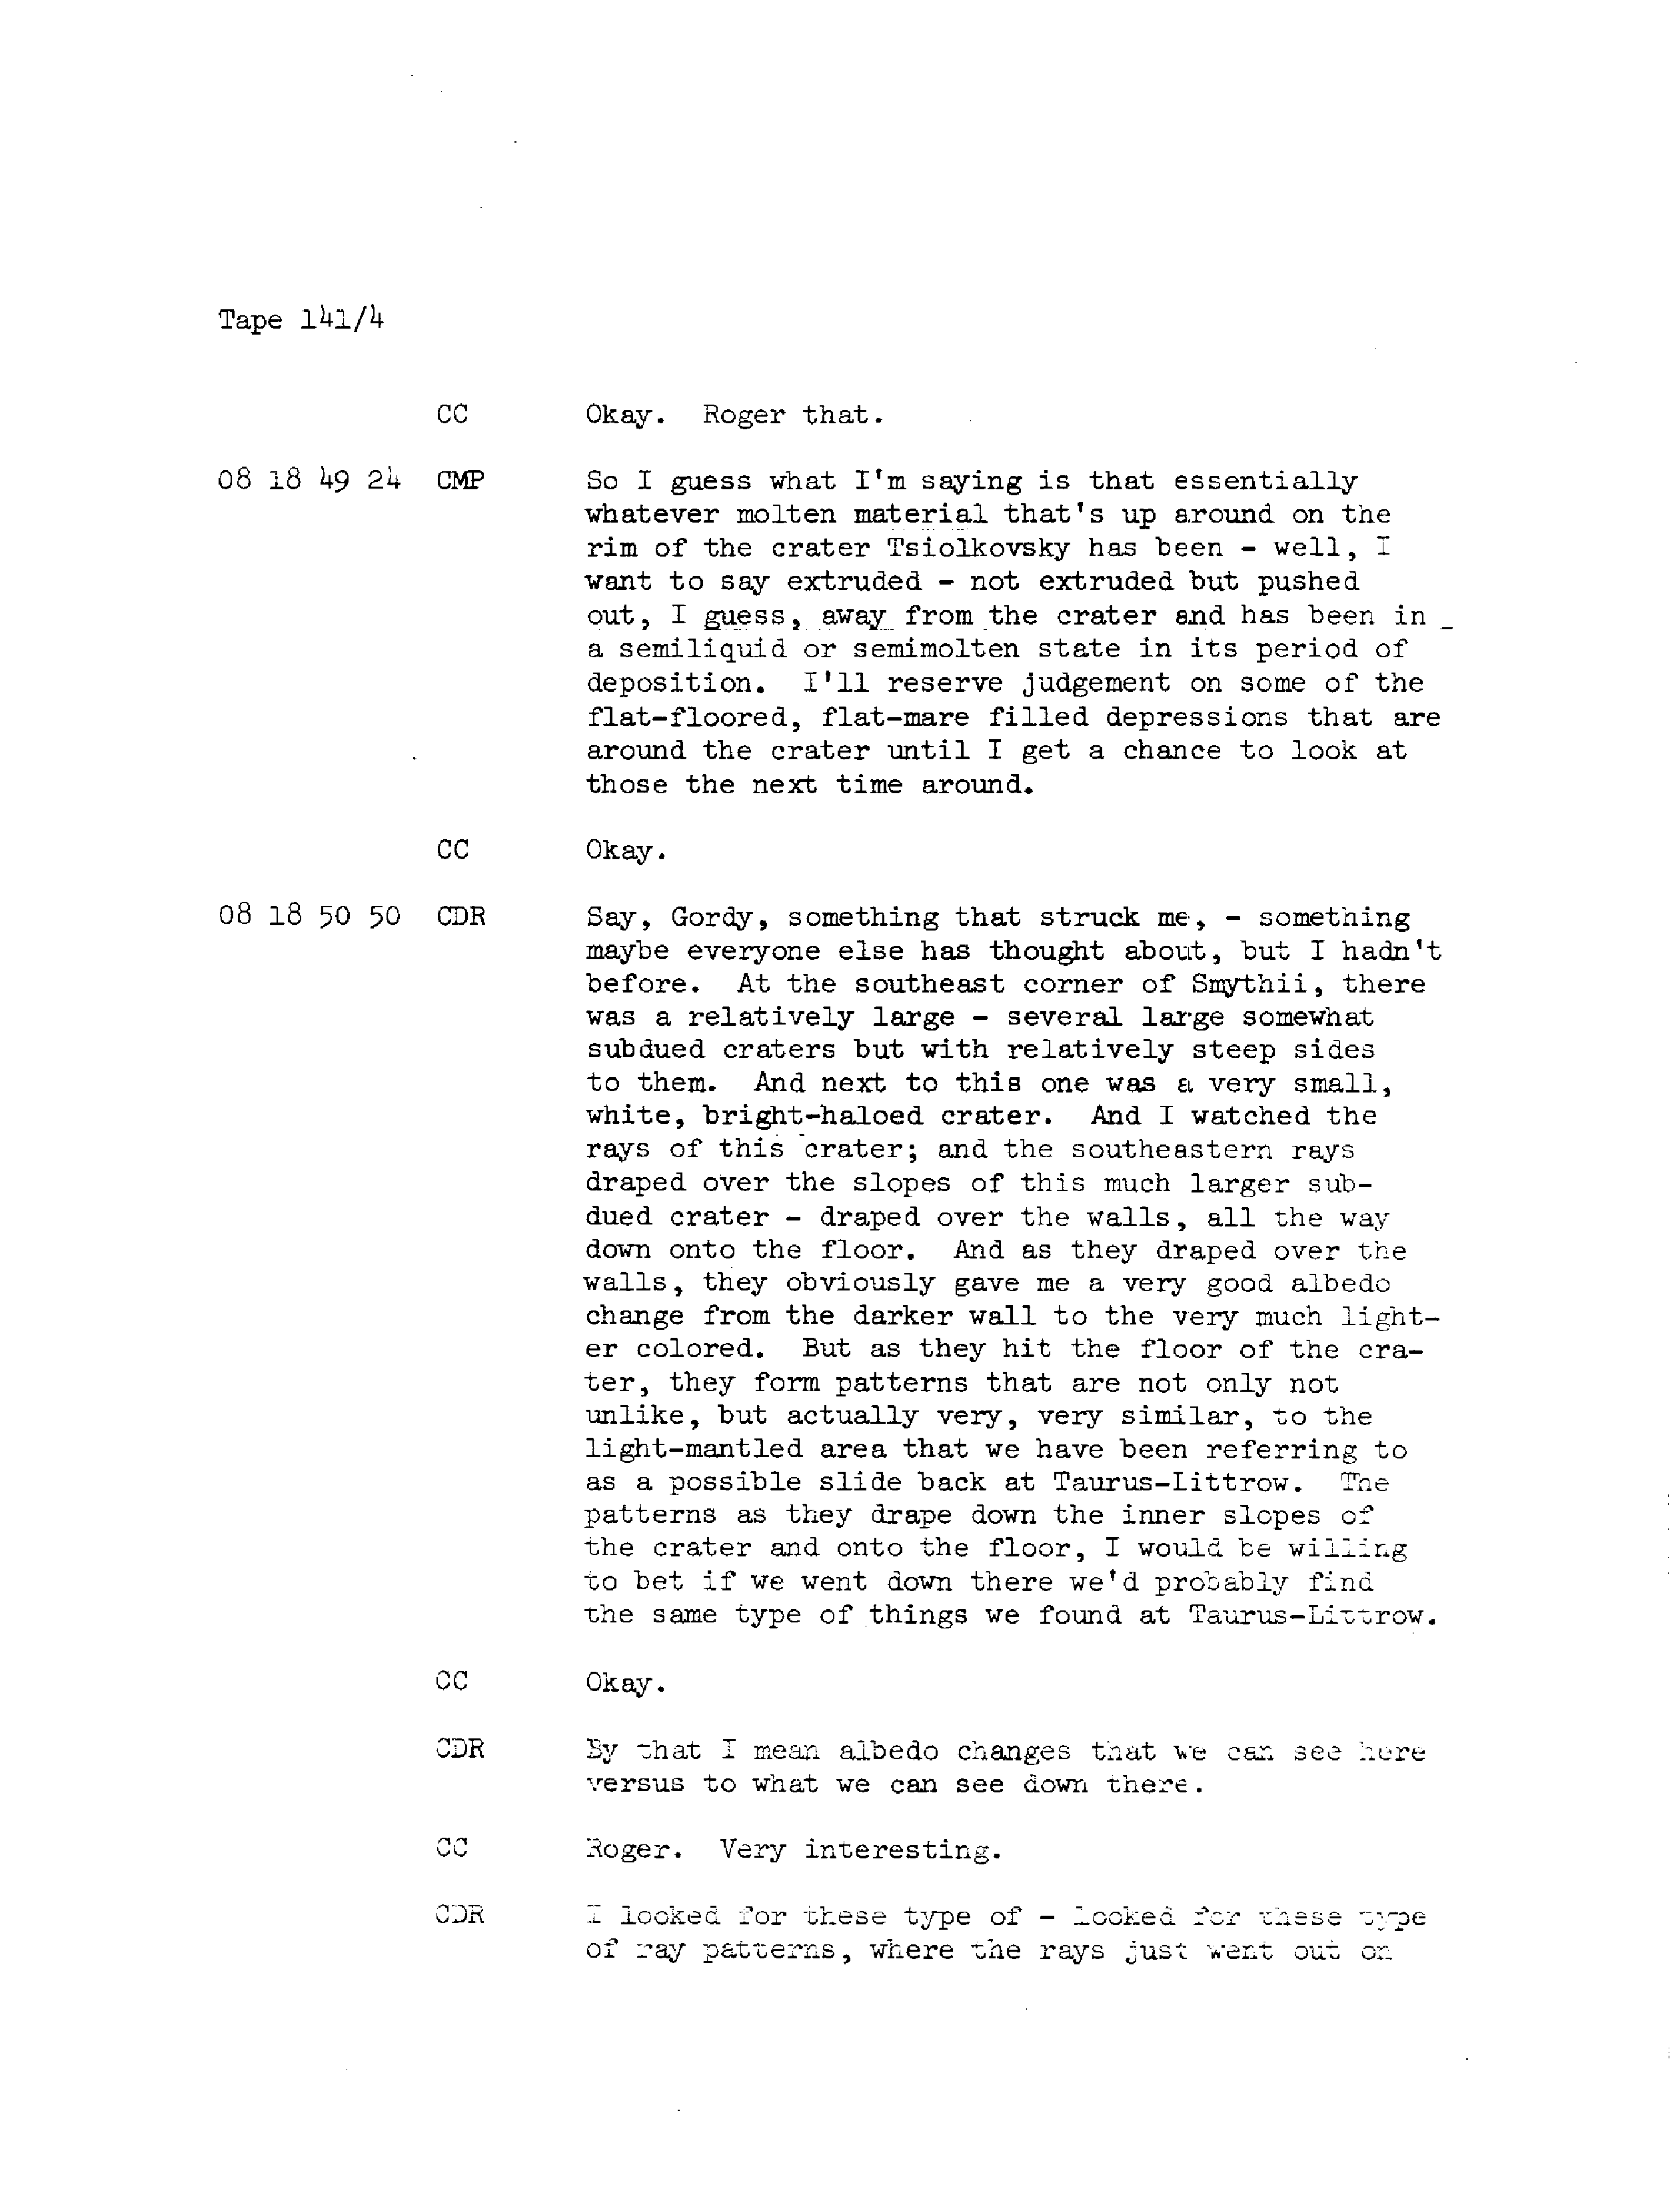 Tape 141/4
CC Okay. Roger that.
08 18 49 24 CMP So I guess what I'm saying is that essentially
whatever molten material that's up around on the
rim of the crater Tsiolkovsky has been - well, I
want to say extruded - not extruded but pushed
out, I guess, away from the crater and has been in
a semiliquid or semimolten state in its period of
deposition. I'll reserve judgement on some of the
flat-floored, flat-mare filled depressions that are
around the crater until I get a chance to look at
those the next time around.
CC Okay.
08 18 50 50 CDR Say, Gordy, something that struck me, - something
maybe everyone else has thought about, but I hadn't
before. At the southeast corner of Smythii, there
was a relatively large - several large somewhat
subdued craters but with relatively steep sides
to them. And next to this one was a very small,
white, bright-haloed crater. And I watched the
rays of this crater; and the southeastern rays
draped over the slopes of this much larger sub-
dued crater - draped over the walls, all the way
down onto the floor. And as they draped over the
walls, they obviously gave me a very good albedo
change from the darker wall to the very much light-
er colored. But as they hit the floor of the cra-
ter, they form patterns that are not only not
unlike, but actually very, very similar, to the
light-mantled area that we have been referring to
as a possible slide back at Taurus-Littrow. The
patterns as they drape down the inner slopes of
the crater and onto the floor, I would be willing
to bet if we went down there we'd probably find
the same type of things we found at Taurus-Littrow.
CC Okay.
CDR By that I mean albedo changes that we can see here
versus to what we can see down there.
CC Roger. Very interesting.
CDR I looked for these type of - looked for these type
of ray patterns, where the rays just went out on